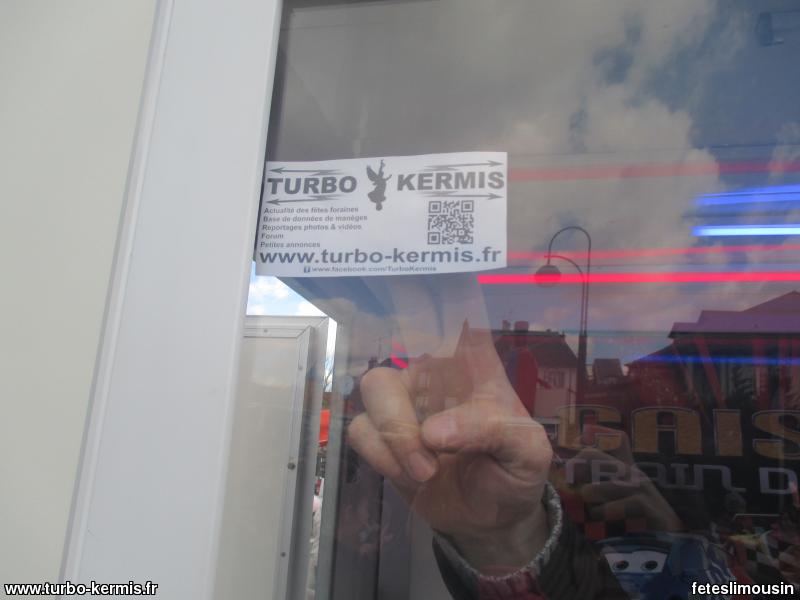 TURBO KERMIS
Actualité des fêtes foraines
Base de données de manèges
Reportages photos & vidéos
Forum
Petites annonces
www.turbo-kermis.fr
www.facebook.com/TurboKermis
CAIS
TRAIN D
www.turbo-kermis.fr
feteslimousin